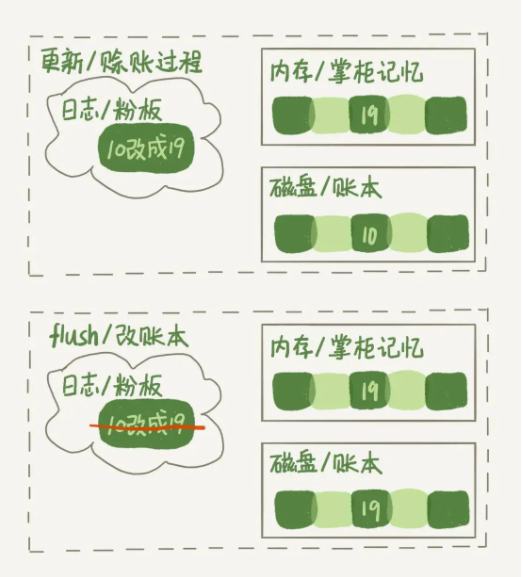 更新/赊账过程
日志/粉板
10改成19
内存/掌柜记忆
19
磁盘/账本
10
flush/改账本
日志/粉板
10改成19
内存/掌柜记忆
19
磁盘/账本
19